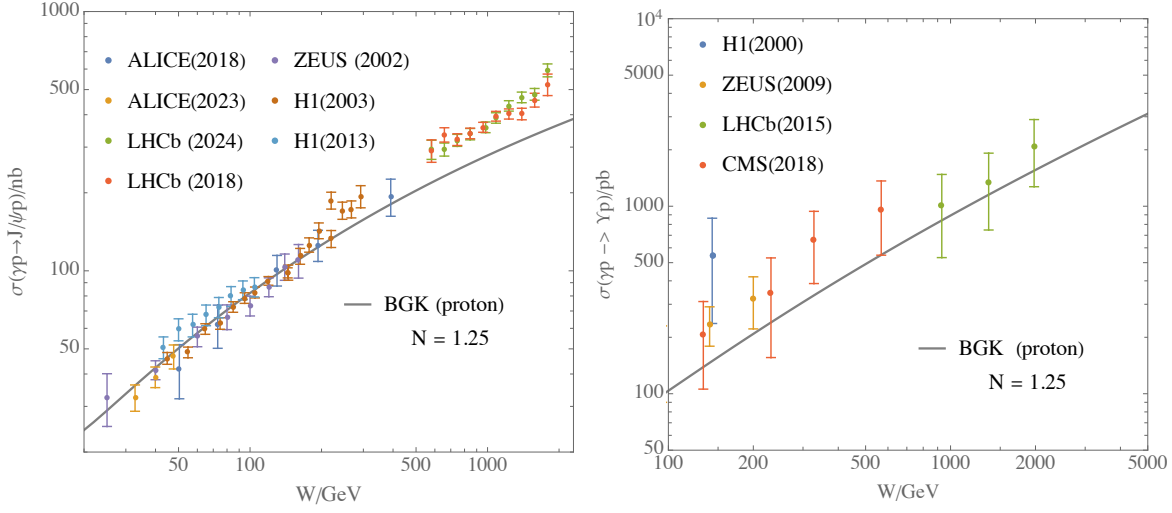 σ(γp→J/ψp)/nb
1000
500
100
50
ALICE(2018)
ZEUS (2002)
ALICE(2023)
H1(2003)
LHCb (2024)
H1(2013)
LHCb (2018)
BGK (proton)
N = 1.25
50
100
500
1000
W/GeV
σ(γp -> Υp)/pb
10⁴
5000
1000
500
100
50
H1(2000)
ZEUS(2009)
LHCb(2015)
CMS(2018)
BGK (proton)
N = 1.25
100
200
500
1000
2000
5000
W/GeV